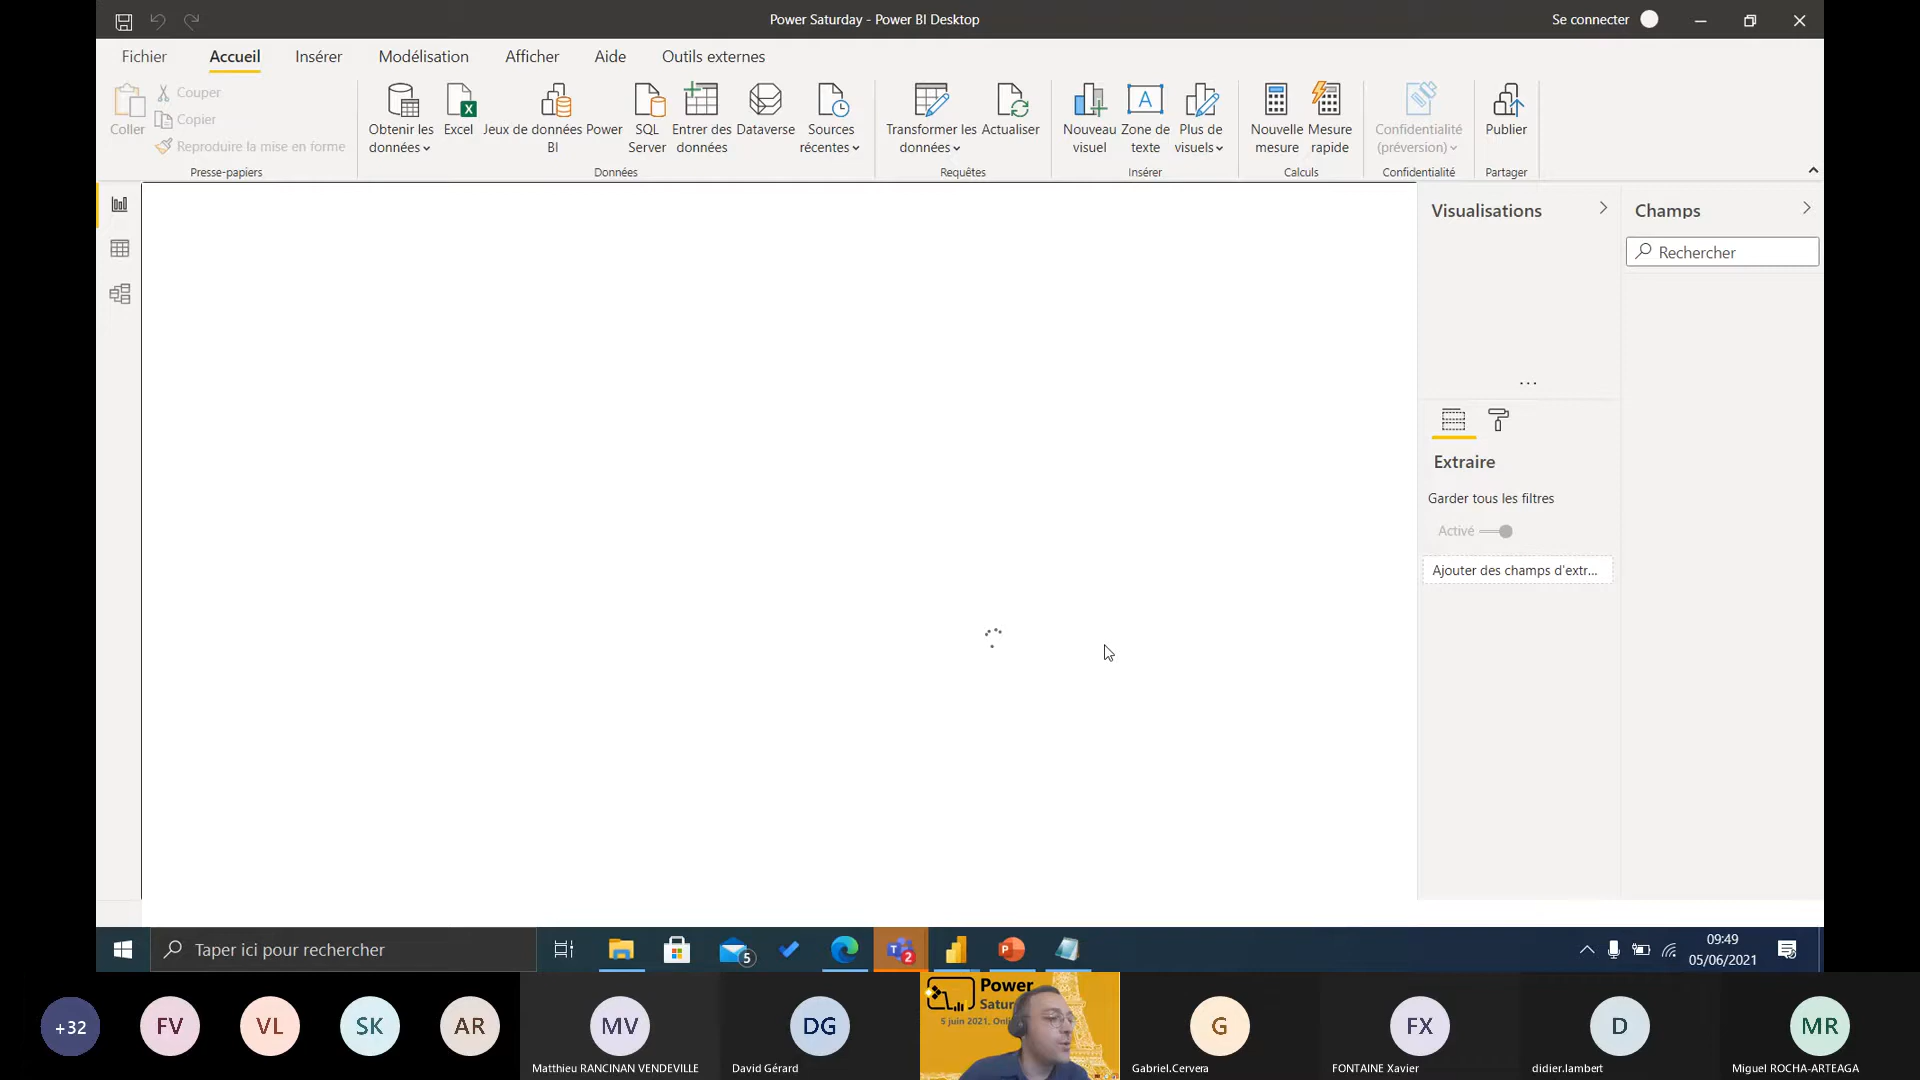 Power Saturday - Power BI Desktop
Se connecter
Fichier
Accueil
Insérer
Modélisation
Afficher
Aide
Outils externes
Coller
Couper
Copier
Reproduire la mise en forme
Presse-papiers
Obtenir les
données
Excel
Jeux de données Power
BI
SQL
Server
Entrer des
données
Dataverse
Sources
récentes
Données
Transformer les
données
Actualiser
Requêtes
Nouveau
visuel
Zone de
texte
Plus de
visuels
Insérer
Nouvelle
mesure
Mesure
rapide
Calculs
Confidentialité
(préversion)
Confidentialité
Publier
Partager
Visualisations
Champs
Rechercher
...
Extraire
Garder tous les filtres
Activé
Ajouter des champs d'extr...
Taper ici pour rechercher
5
2
09:49
05/06/2021
+32
FV
VL
SK
AR
MV
Matthieu RANCINAN VENDEVILLE
DG
David Gérard
Power
5 juin 2021,
G
Gabriel.Cervera
FX
FONTAINE Xavier
D
didier.lambert
MR
Miguel ROCHA-ARTEAGA